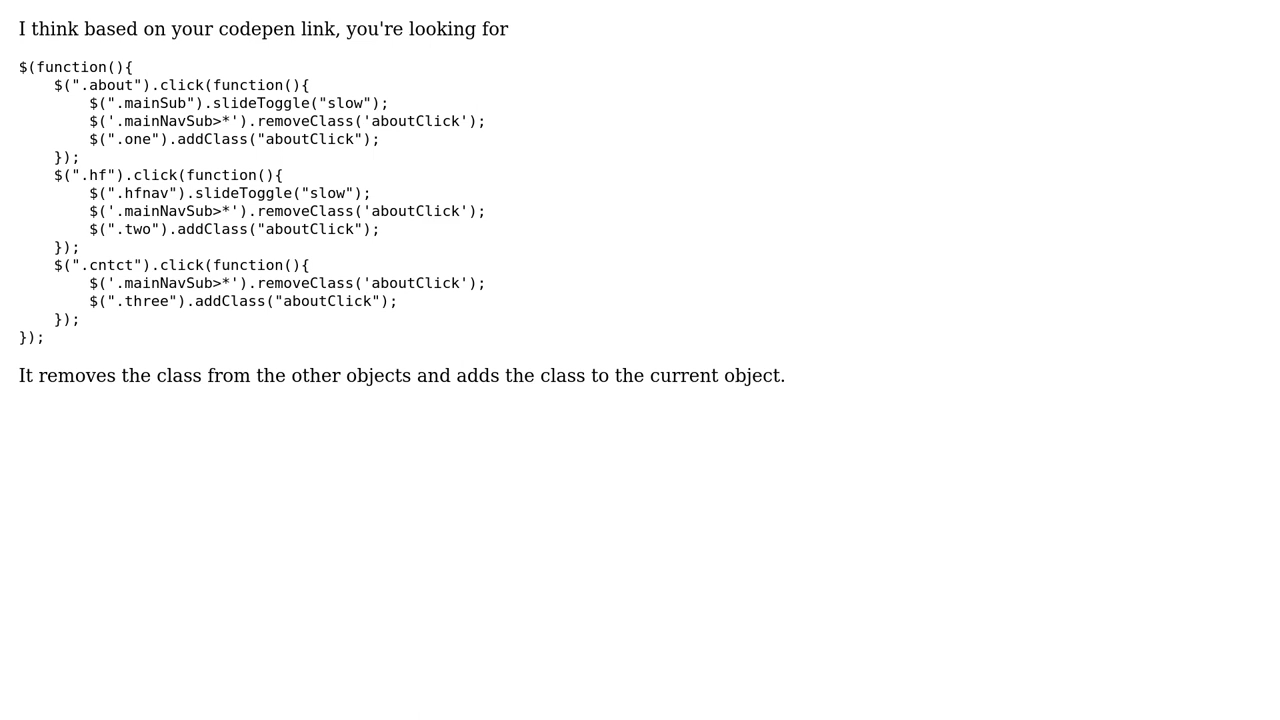 I think based on your codepen link, you're looking for
$(function(){
    $(".about").click(function(){
        $(".mainSub").slideToggle("slow");
        $('.mainNavSub>*').removeClass('aboutClick');
        $(".one").addClass("aboutClick");
    });
    $(".hf").click(function(){
        $(".hfnav").slideToggle("slow");
        $('.mainNavSub>*').removeClass('aboutClick');
        $(".two").addClass("aboutClick");
    });
    $(".cntct").click(function(){
        $('.mainNavSub>*').removeClass('aboutClick');
        $(".three").addClass("aboutClick");
    });
});
It removes the class from the other objects and adds the class to the current object.